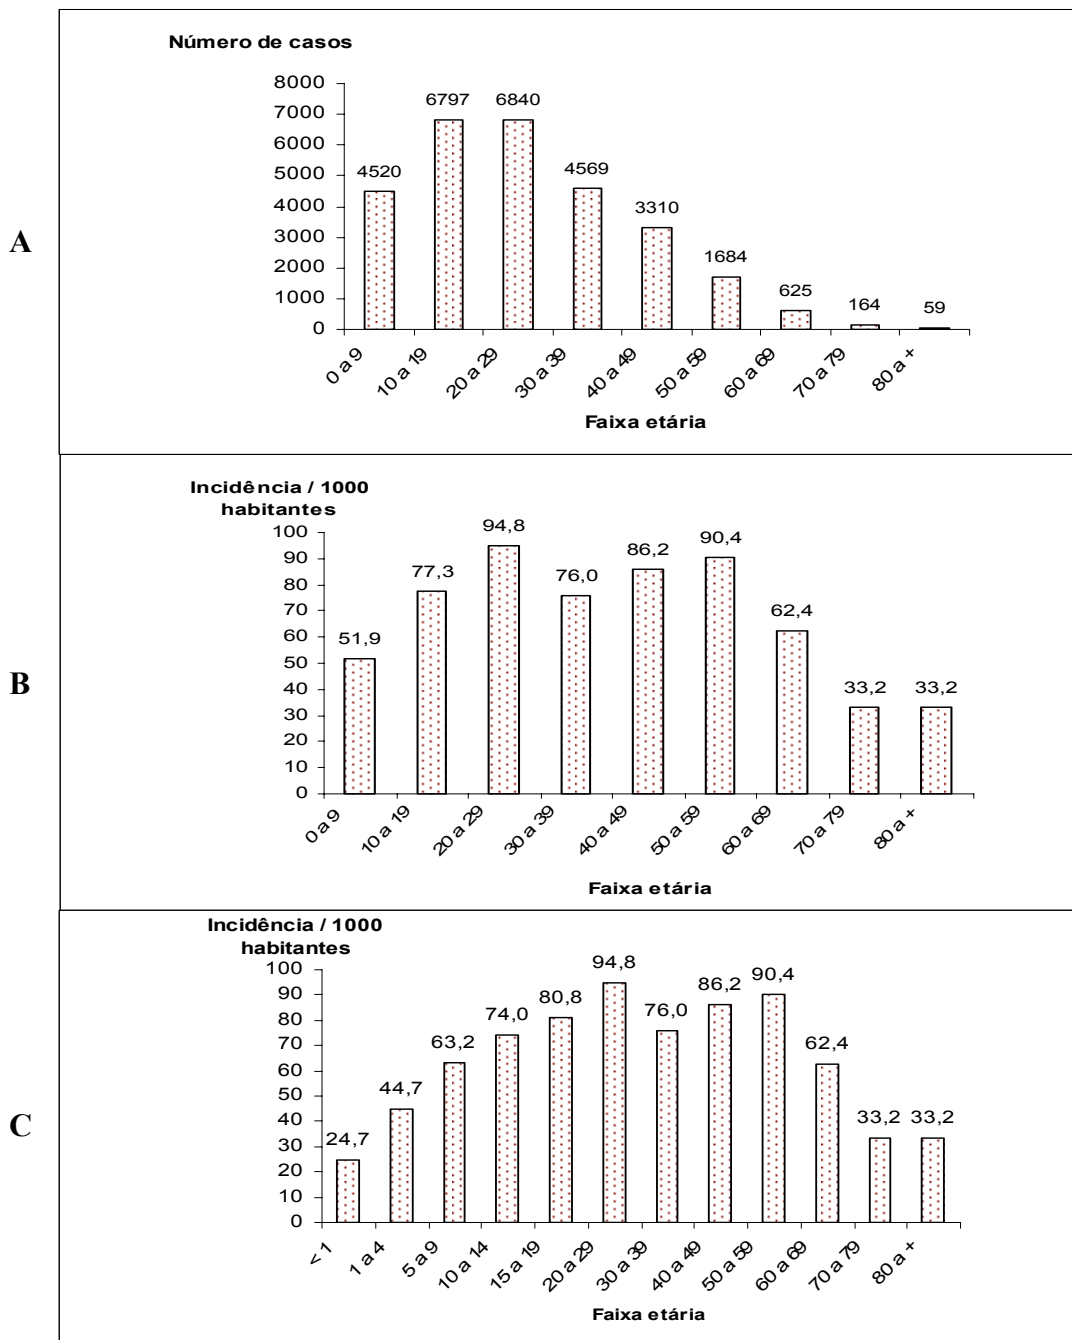 A
Número de casos
8000
7000
6000
5000
4000
3000
2000
1000
0
4520
6797
6840
4569
3310
1684
625
164
59
0 a 9
10 a 19
20 a 29
30 a 39
40 a 49
50 a 59
60 a 69
70 a 79
80 a +
Faixa etária
B
Incidência / 1000
habitantes
100
90
80
70
60
50
40
30
20
10
0
51,9
77,3
94,8
76,0
86,2
90,4
62,4
33,2
33,2
0 a 9
10 a 19
20 a 29
30 a 39
40 a 49
50 a 59
60 a 69
70 a 79
80 a +
Faixa etária
C
Incidência / 1000
habitantes
100
90
80
70
60
50
40
30
20
10
0
24,7
44,7
63,2
74,0
80,8
94,8
76,0
86,2
90,4
62,4
33,2
33,2
< 1
1 a 4
5 a 9
10 a 14
15 a 19
20 a 29
30 a 39
40 a 49
50 a 59
60 a 69
70 a 79
80 a +
Faixa etária